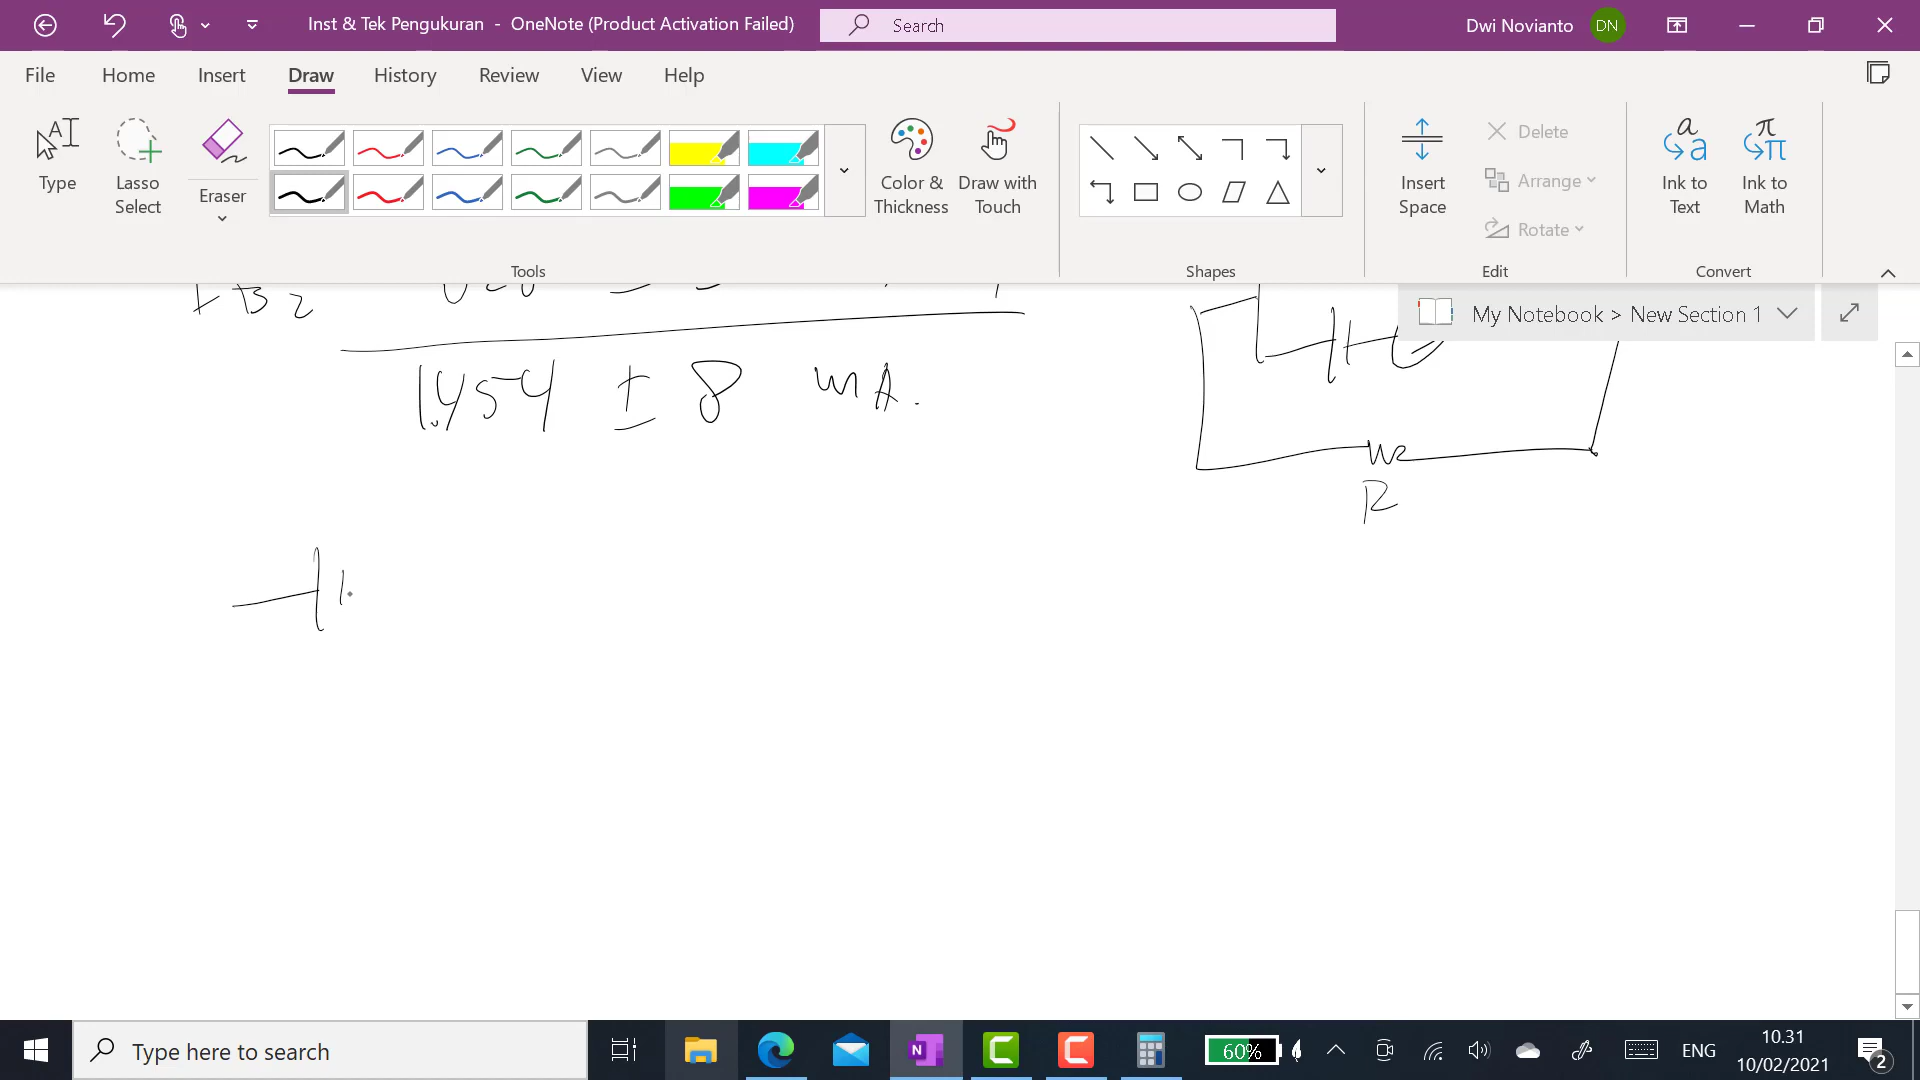 Inst & Tek Pengukuran - OneNote (Product Activation Failed)
Search
Dwi Novianto
DN
File
Home
Insert
Draw
History
Review
View
Help
Type
Lasso Select
Eraser
Color & Thickness
Draw with Touch
Insert Space
Delete
Arrange
Rotate
a
a
Ink to Text
π
π
Ink to Math
Tools
Shapes
Edit
Convert
My Notebook > New Section 1
1.454 ± 8 mA.
R
Type here to search
60%
ENG
10.31
10/02/2021
2